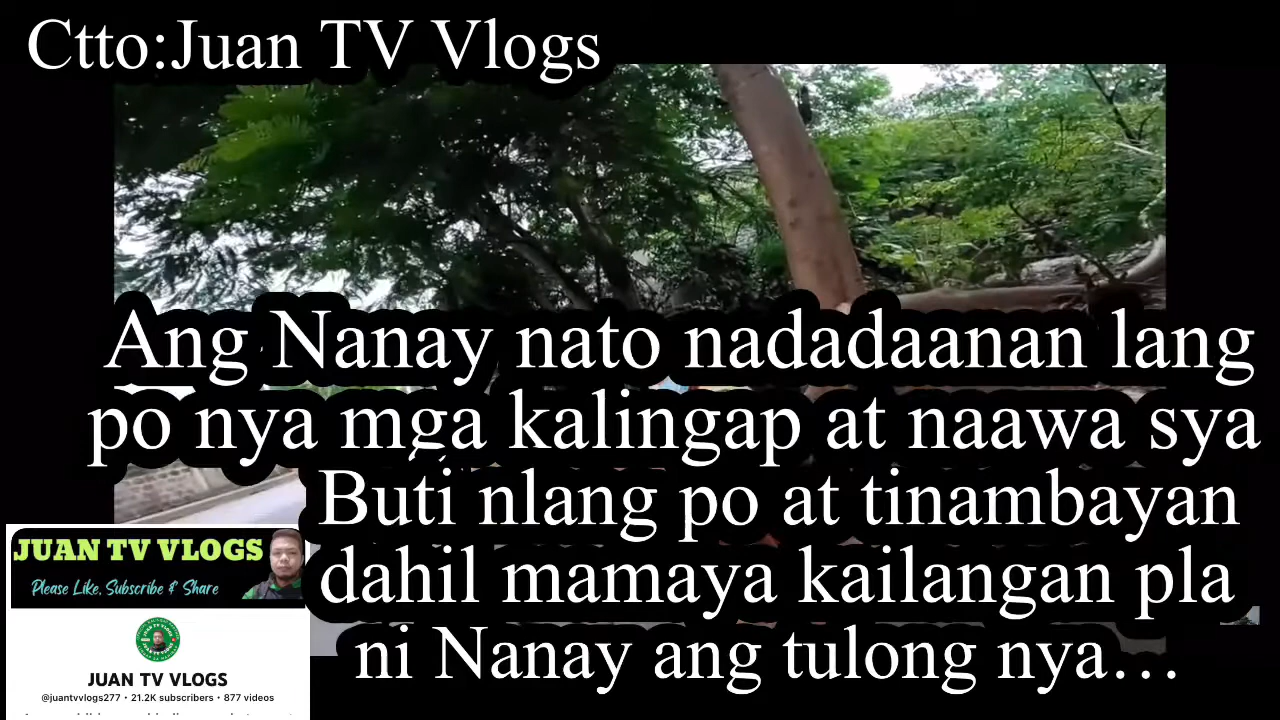 Ctto:Juan TV Vlogs
Ang Nanay nato nadadaanan lang
po nya mga kalingap at naawa sya
Buti nlang po at tinambayan
dahil mamaya kailangan pla
ni Nanay ang tulong nya...
JUAN TV VLOGS
Please Like, Subscribe & Share
JUAN TV VLOGS
@juantvvlogs277 • 21.2K subscribers • 877 videos